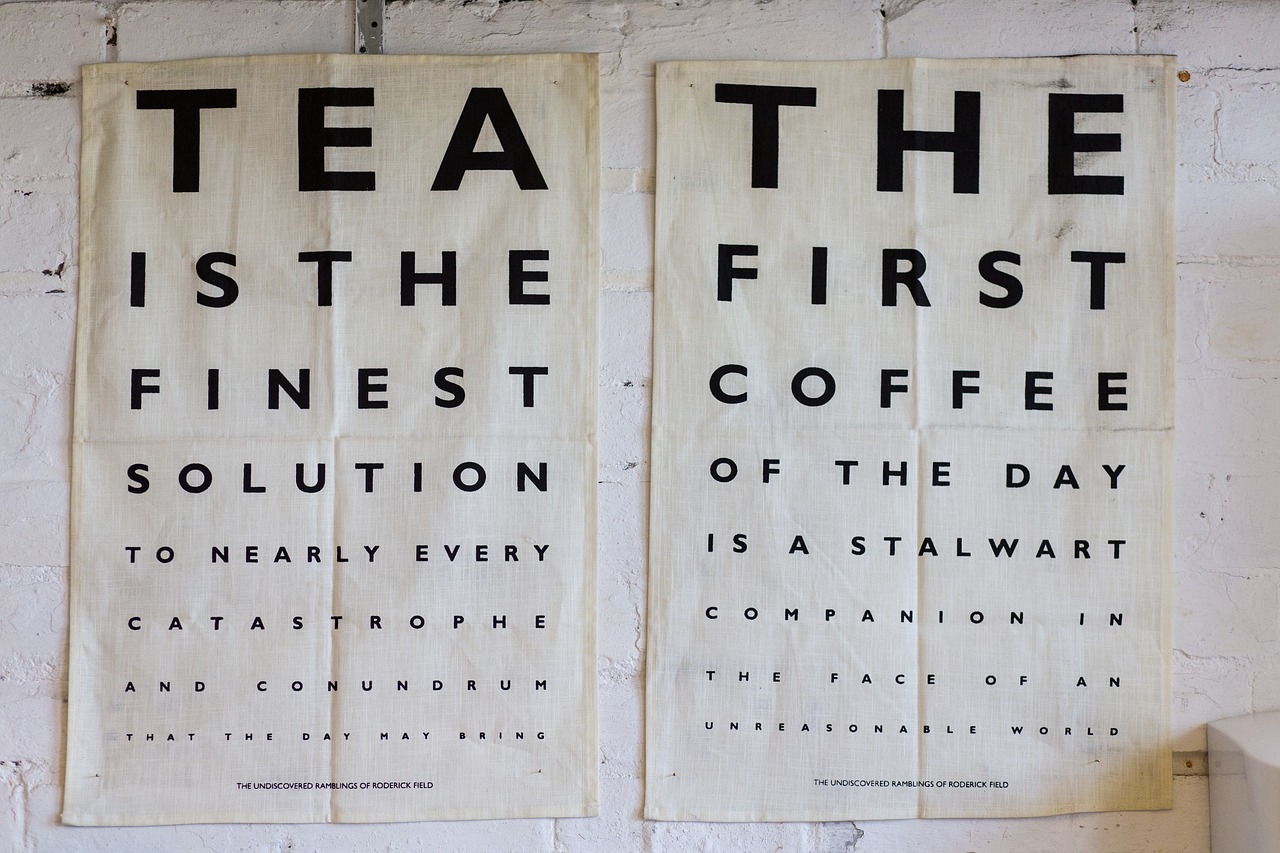 TEA
IS THE
FINEST
SOLUTION
TO NEARLY EVERY
CATASTROPHE
AND CONUNDRUM
THAT THE DAY MAY BRING
THE UNDISCOVERED RAMBLINGS OF RODERICK FIELD
THE
FIRST
COFFEE
OF THE DAY
IS A STALWART
COMPANION IN
THE FACE OF AN
UNREASONABLE WORLD
THE UNDISCOVERED RAMBLINGS OF RODERICK FIELD